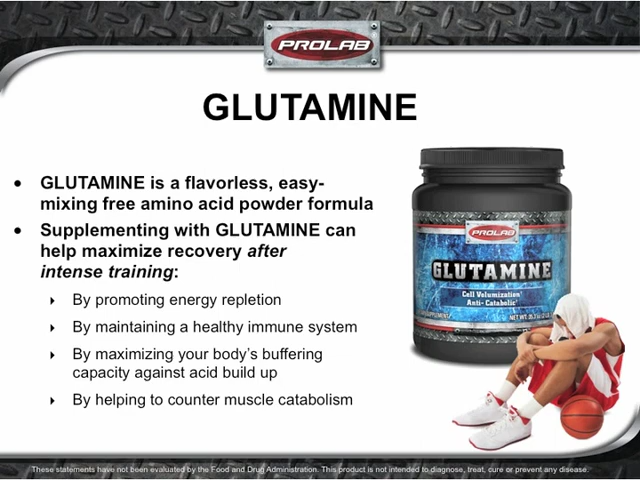 PROLAB
GLUTAMINE
• GLUTAMINE is a flavorless, easy-
mixing free amino acid powder formula
• Supplementing with GLUTAMINE can
help maximize recovery after
intense training:
By promoting energy repletion
By maintaining a healthy immune system
By maximizing your body's buffering
capacity against acid build up
By helping to counter muscle catabolism
PROLAB
GLUTAMINE
Cell Volumization
Anti-Catabolic
NET WT.
These statements have not been evaluated by the Food and Drug Administration. This product is not intended to diagnose, treat, cure or prevent any disease.